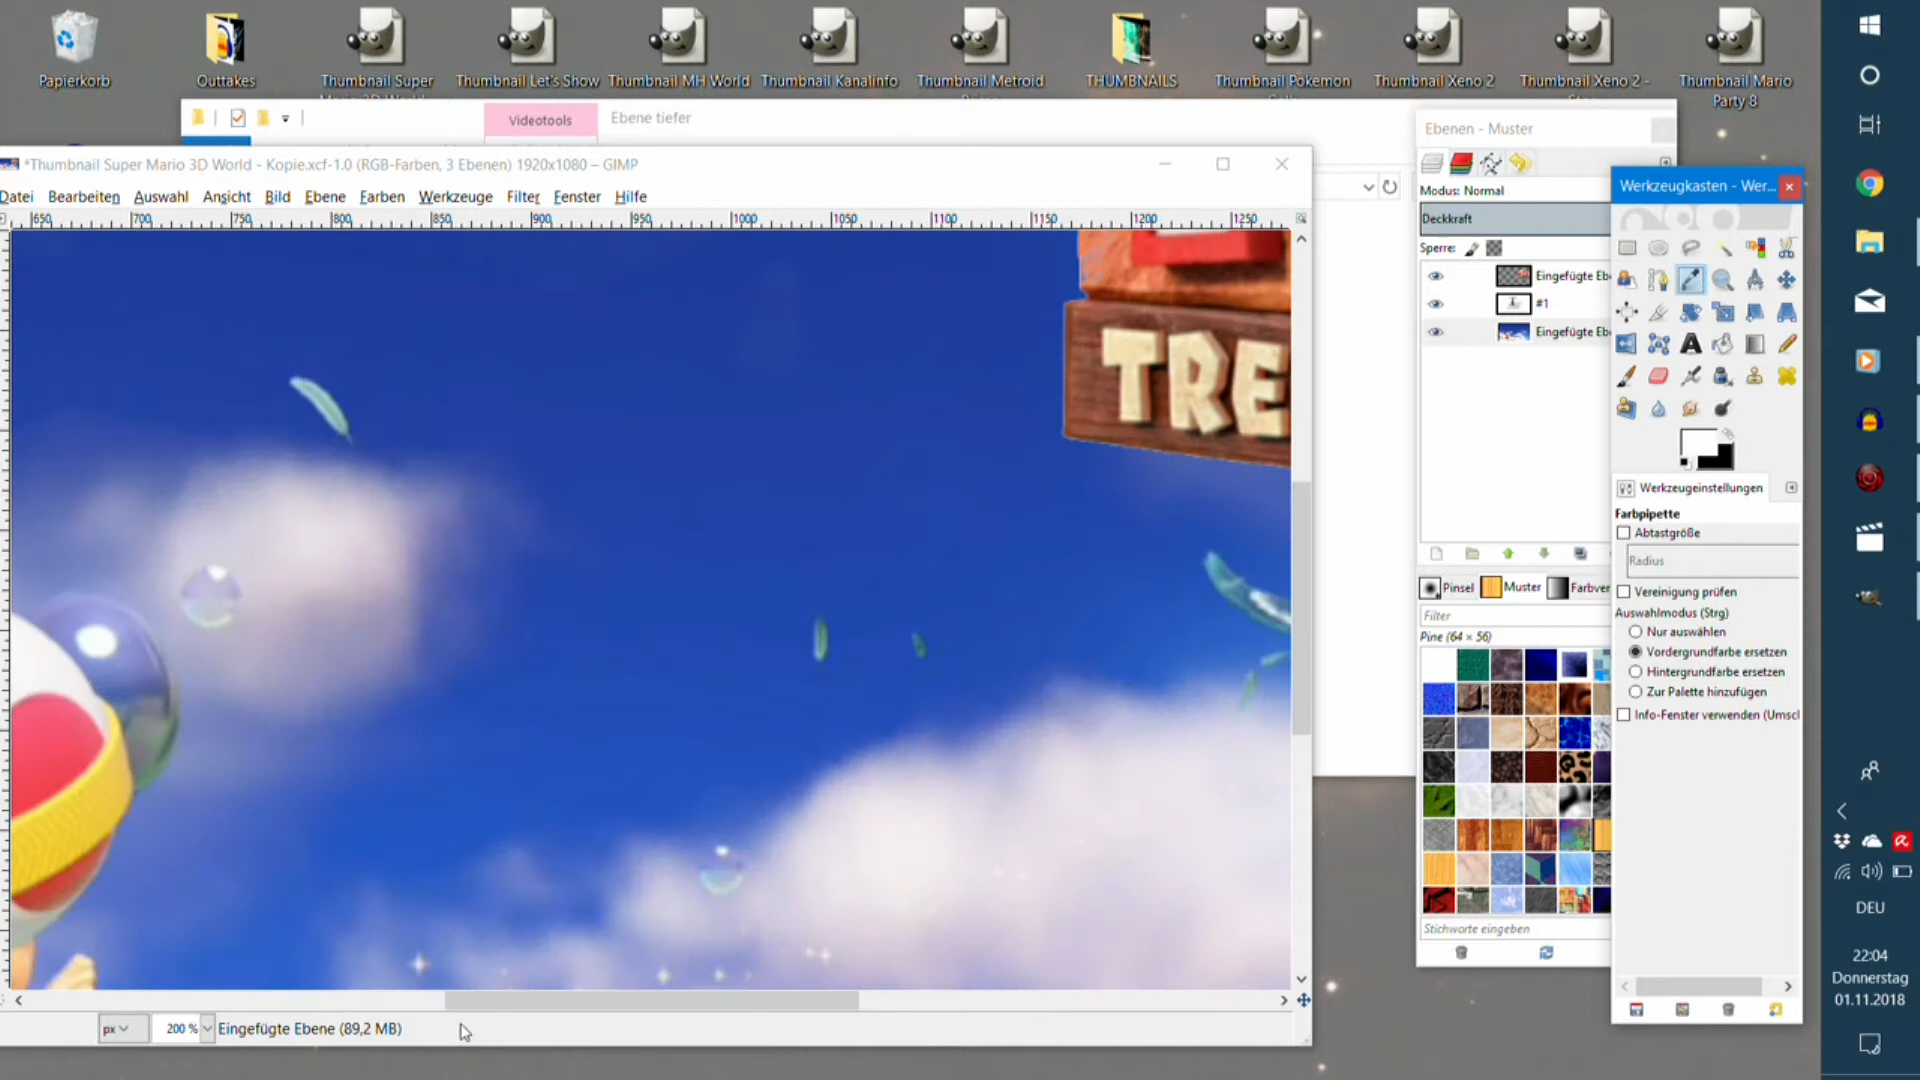 Papierkorb
Outtakes
Thumbnail Super
Thumbnail Let's Show
Thumbnail MH World
Thumbnail Kanalinfo
Thumbnail Metroid
THUMBNAILS
Thumbnail Pokemon
Thumbnail Xeno 2
Thumbnail Xeno 2 -
Thumbnail Mario
Party 8
Videotools
Ebene tiefer
*Thumbnail Super Mario 3D World - Kopie.xcf-1.0 (RGB-Farben, 3 Ebenen) 1920x1080 – GIMP
Datei Bearbeiten Auswahl Ansicht Bild Ebene Farben Werkzeuge Filter Fenster Hilfe
650 700 750 800 850 900 950 1000 1050 1100 1150 1200 1250
TRE
px
200 %
Eingefügte Ebene (89,2 MB)
Ebenen - Muster
Modus: Normal
Deckkraft
Sperre:
Eingefügte Eb
#1
Eingefügte Eb
Pinsel
Muster
Farbver
Filter
Pine (64 × 56)
Stichworte eingeben
Werkzeugkasten - Wer...
Werkzeugeinstellungen
Farbpipette
Abtastgröße
Radius
Vereinigung prüfen
Auswahlmodus (Strg)
Nur auswählen
Vordergrundfarbe ersetzen
Hintergrundfarbe ersetzen
Zur Palette hinzufügen
Info-Fenster verwenden (Umscl
DEU
22:04
Donnerstag
01.11.2018